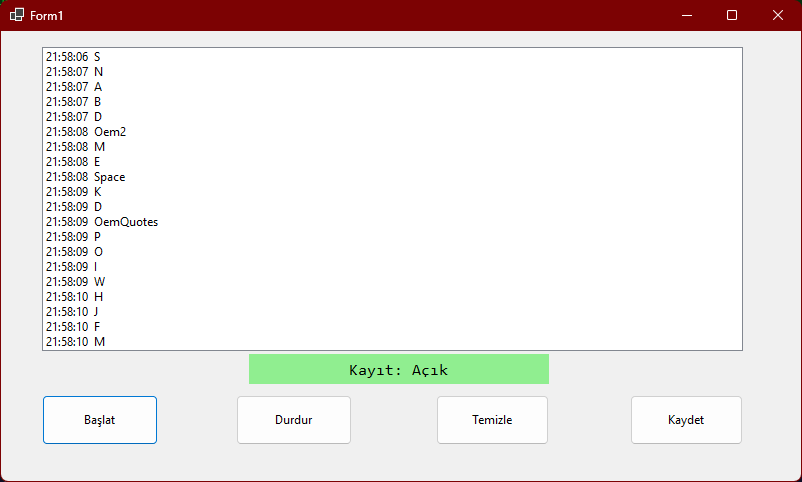 Form1
21:58:06 S
21:58:07 N
21:58:07 A
21:58:07 B
21:58:07 D
21:58:08 Oem2
21:58:08 M
21:58:08 E
21:58:08 Space
21:58:09 K
21:58:09 D
21:58:09 OemQuotes
21:58:09 P
21:58:09 O
21:58:09 I
21:58:09 W
21:58:10 H
21:58:10 J
21:58:10 F
21:58:10 M
Kayıt: Açık
Başlat Durdur Temizle Kaydet